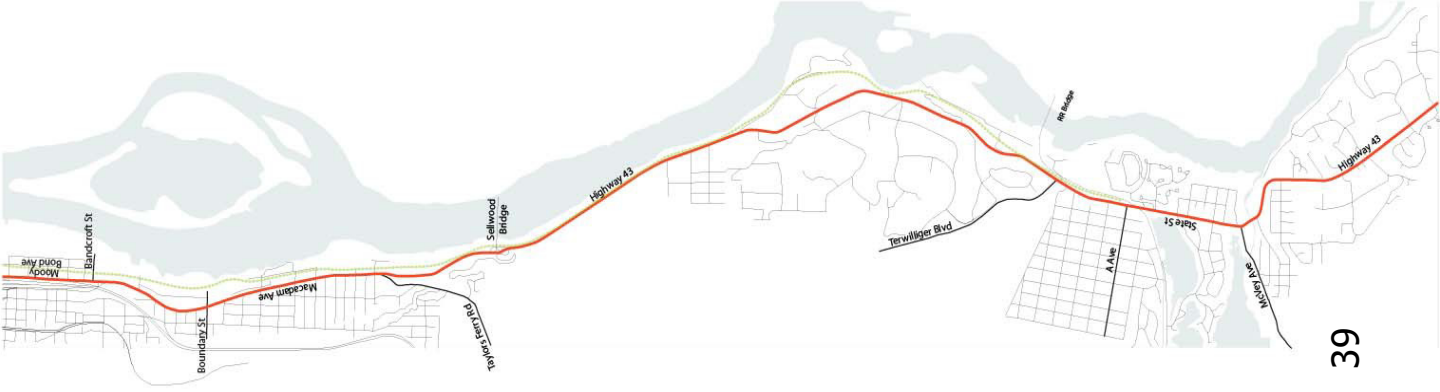 Moody
Bond Ave
Bandcroft St
Boundary St
Macadam Ave
Taylors Ferry Rd
Sellwood
Bridge
Highway 43
Terwilliger Blvd
RR Bridge
A Ave
State St
McVey Ave
Highway 43
39